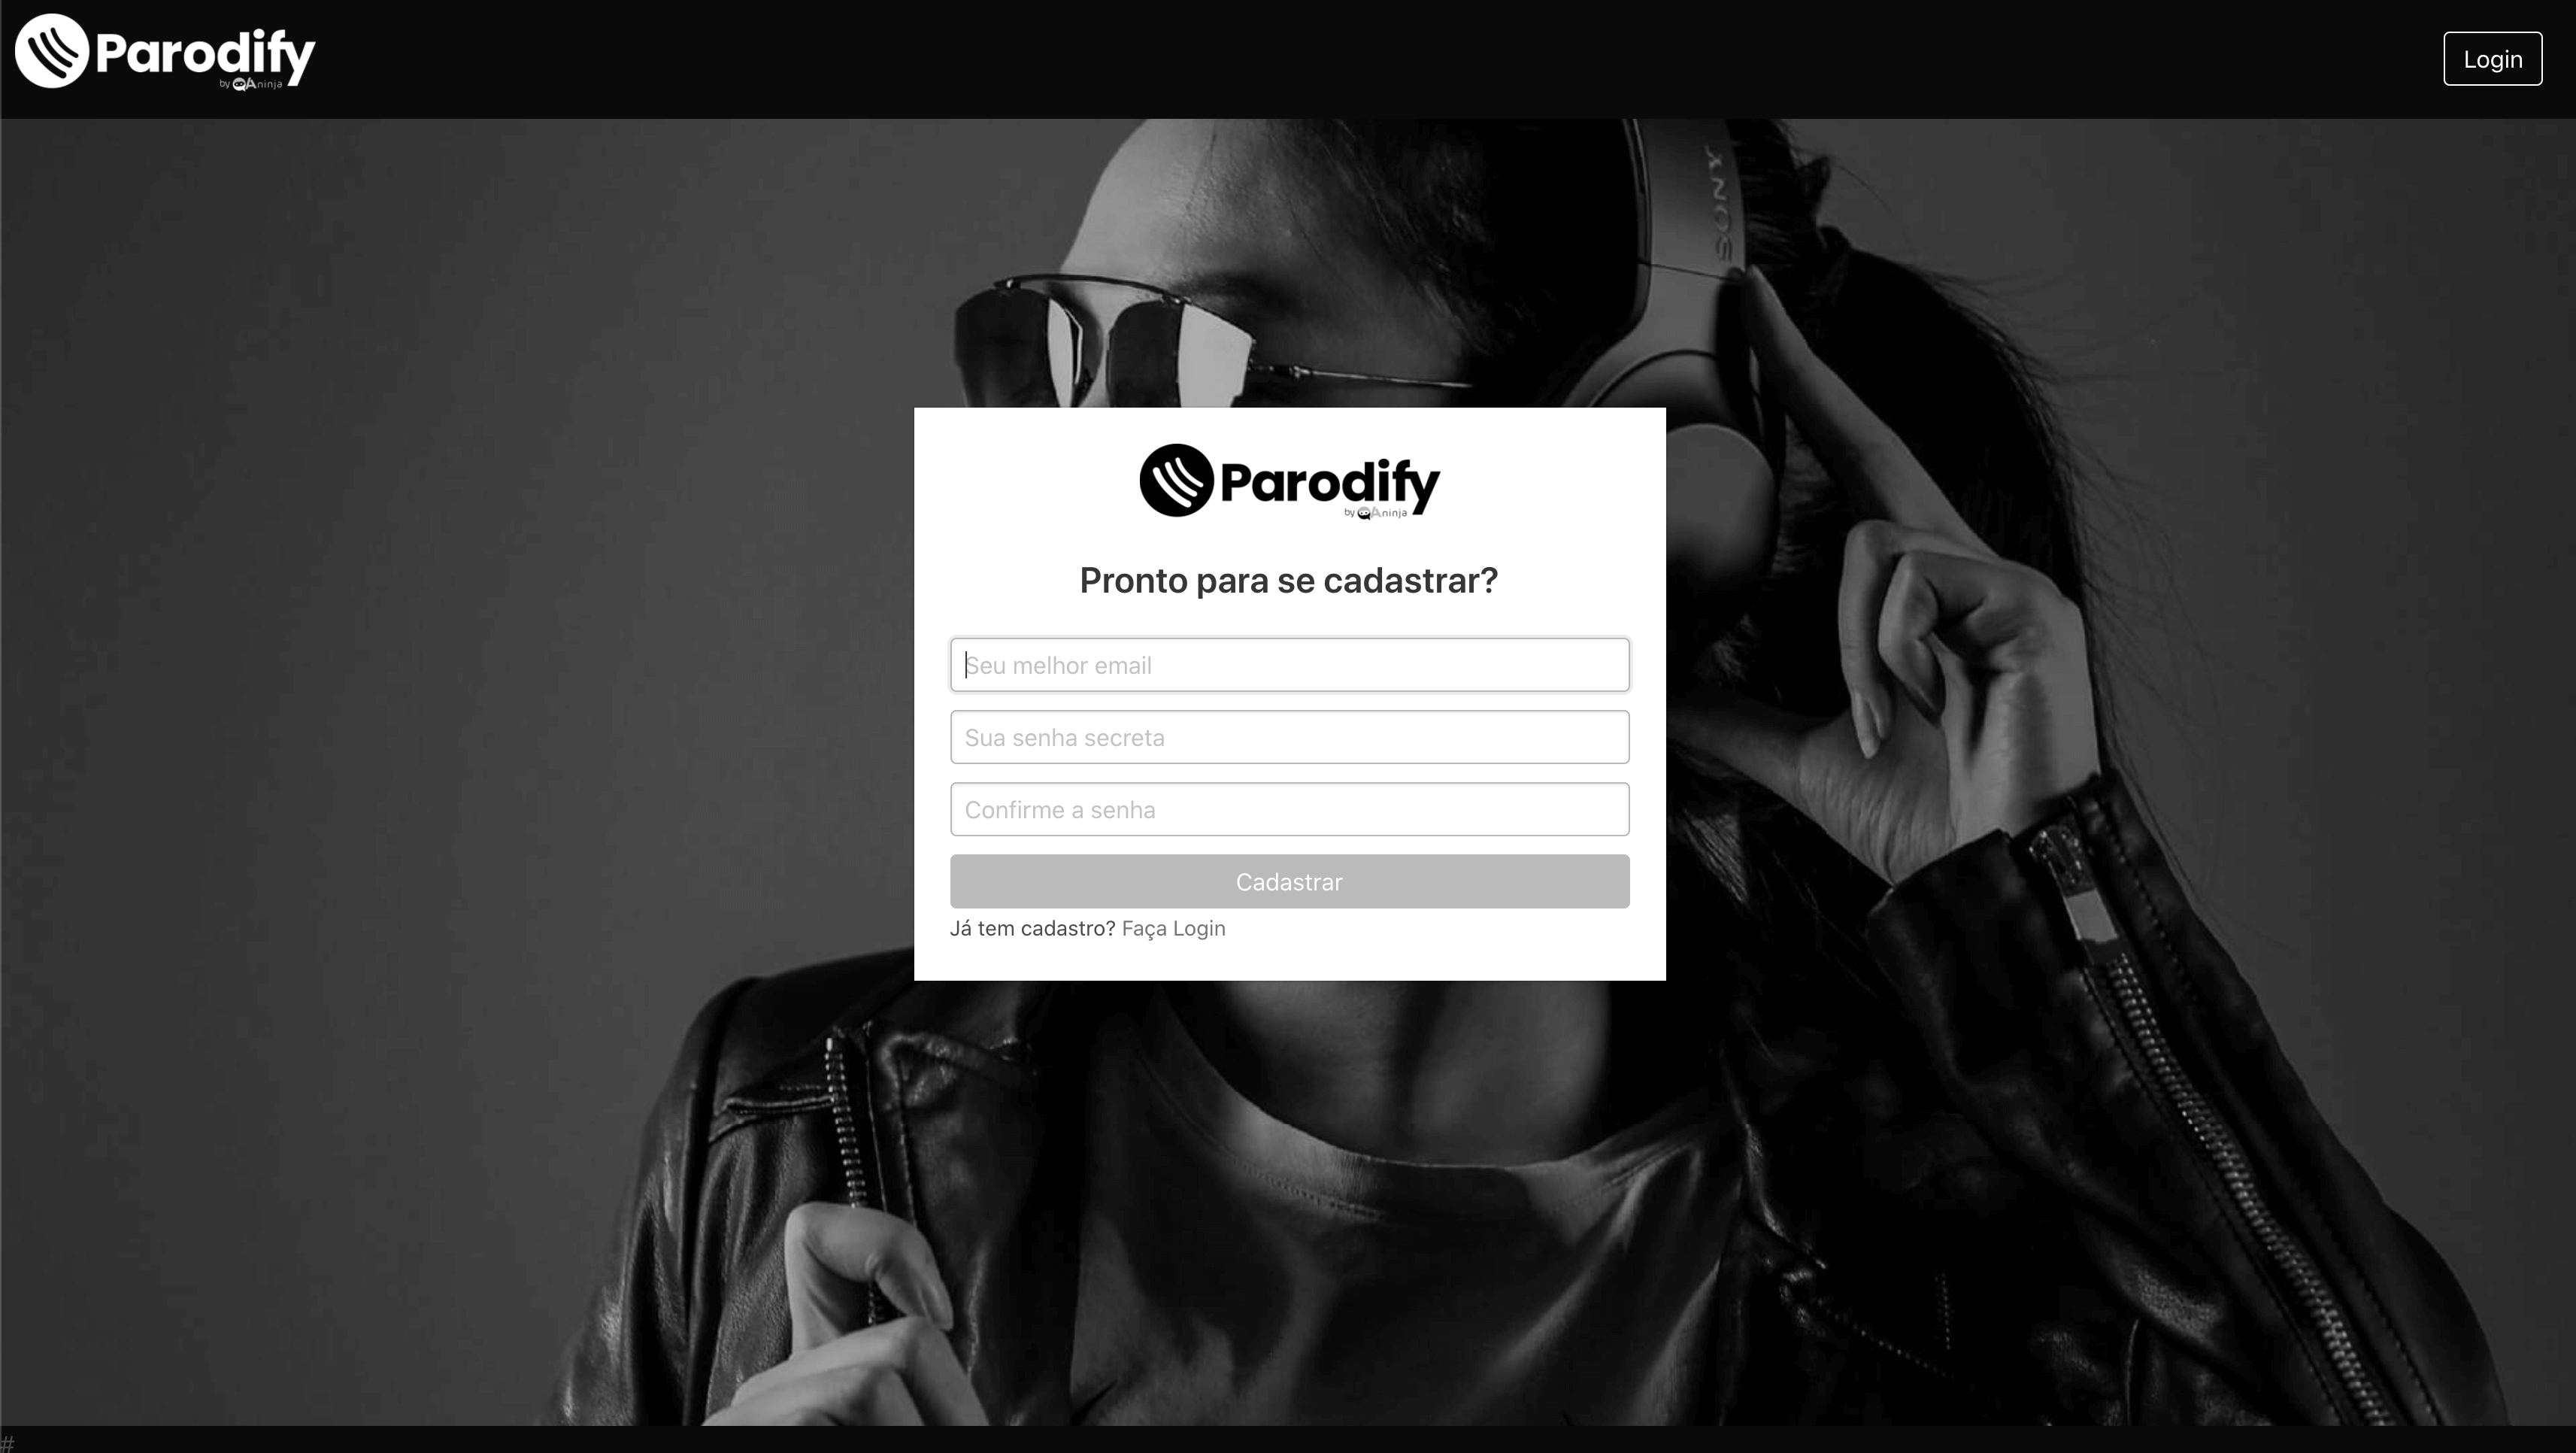 Parodify
by QAninja
Login
SONY
Parodify
by QAninja
Pronto para se cadastrar?
Seu melhor email
Sua senha secreta
Confirme a senha
Cadastrar
Já tem cadastro? Faça Login
#